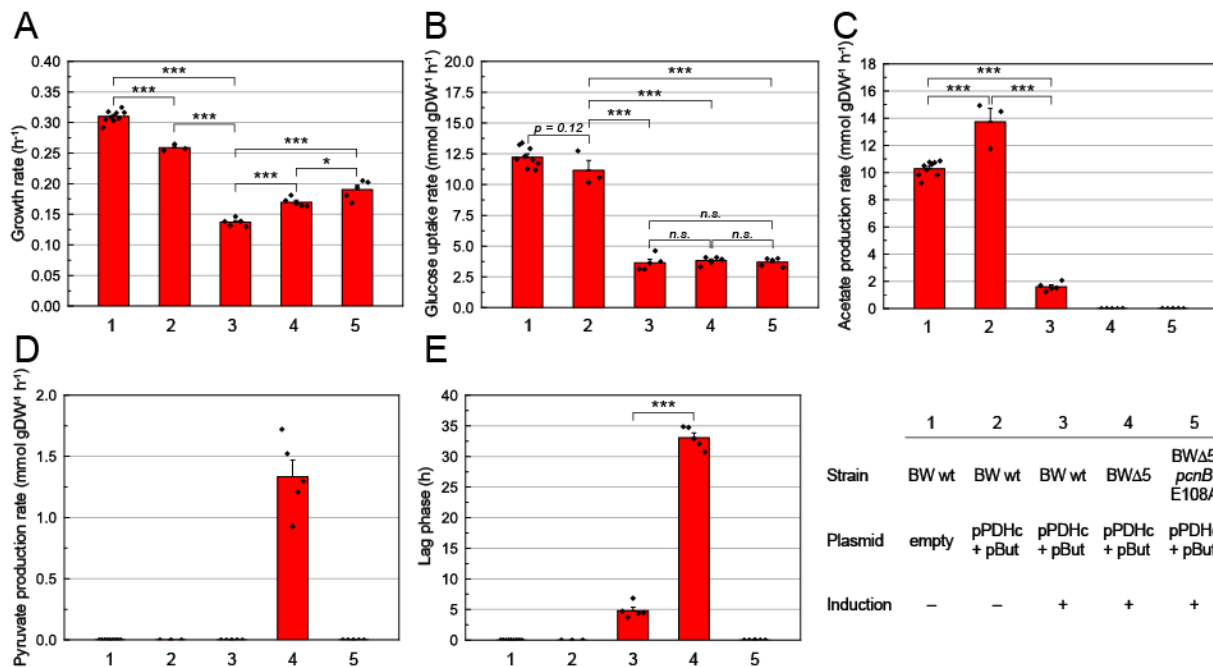 A
Growth rate (h⁻¹)
0.40
0.35
0.30
0.25
0.20
0.15
0.10
0.05
0.00
***
***
***
***
***
*
1 2 3 4 5
B
Glucose uptake rate (mmol gDW⁻¹ h⁻¹)
20.0
17.5
15.0
12.5
10.0
7.5
5.0
2.5
0.0
***
***
***
p = 0.12
n.s.
n.s. n.s.
1 2 3 4 5
C
Acetate production rate (mmol gDW⁻¹ h⁻¹)
18
16
14
12
10
8
6
4
2
0
***
*** ***
1 2 3 4 5
D
Pyruvate production rate (mmol gDW⁻¹ h⁻¹)
2.0
1.5
1.0
0.5
0.0
1 2 3 4 5
E
Lag phase (h)
40
35
30
25
20
15
10
5
0
***
1 2 3 4 5
1 2 3 4 5
Strain BW wt BW wt BW wt BWΔ5 BWΔ5
pcnB
E108A
Plasmid empty pPDHc pPDHc pPDHc pPDHc
+ pBut + pBut + pBut + pBut
Induction – – + + +